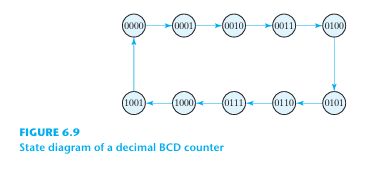 0000 0001 0010 0011 0100
1001 1000 0111 0110 0101
FIGURE 6.9
State diagram of a decimal BCD counter